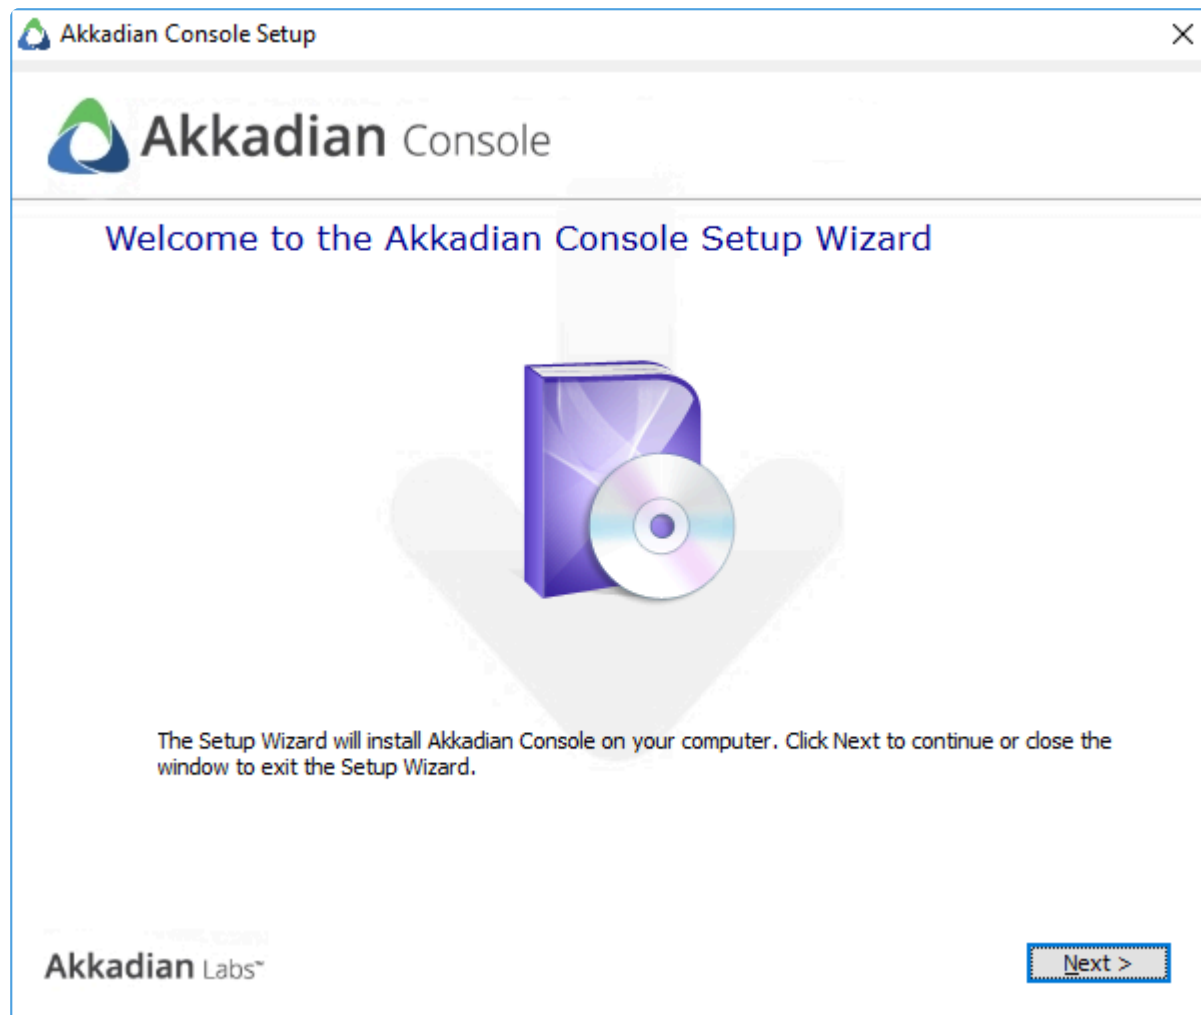 Akkadian Console Setup
Akkadian Console
Welcome to the Akkadian Console Setup Wizard
The Setup Wizard will install Akkadian Console on your computer. Click Next to continue or close the
window to exit the Setup Wizard.
Akkadian Labs™
Next >